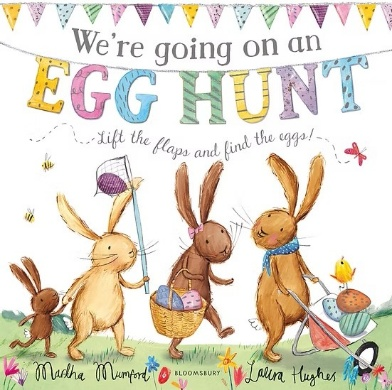 We're going on an
EGG HUNT
Lift the flaps and find the eggs!
Martha Mumford
BLOOMSBURY
Laura Hughes